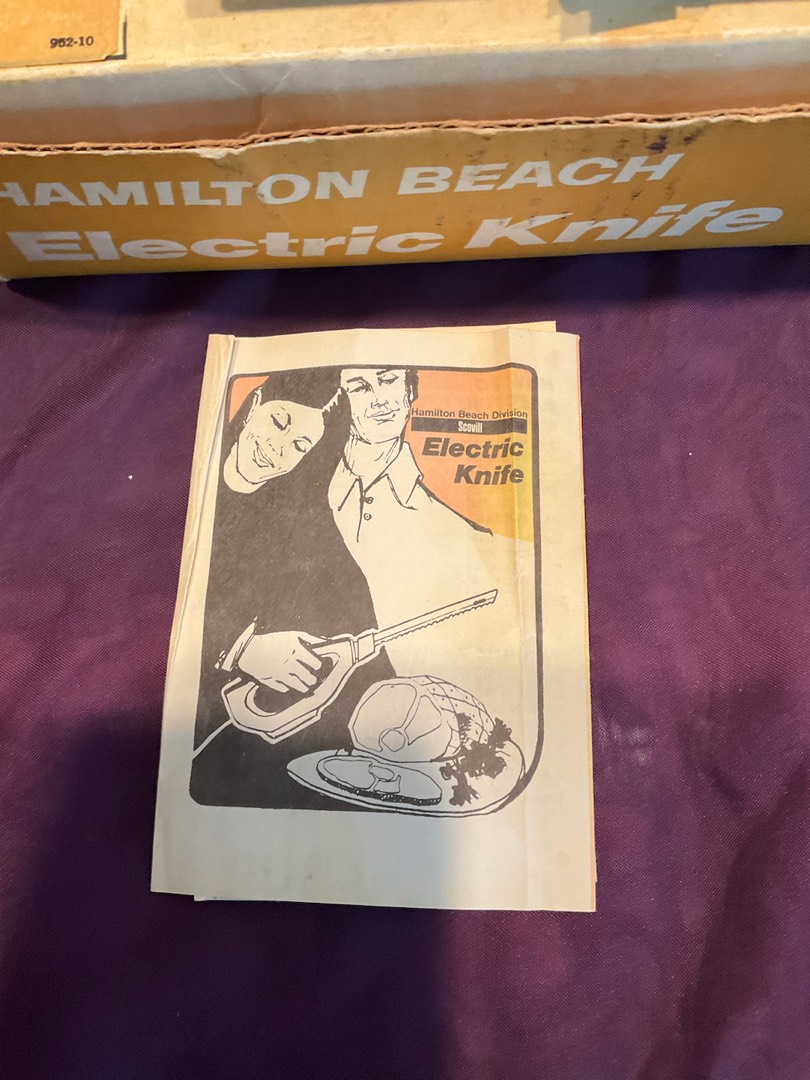 952-10
HAMILTON BEACH
Electric Knife
Hamilton Beach Division
Scovill
Electric
Knife